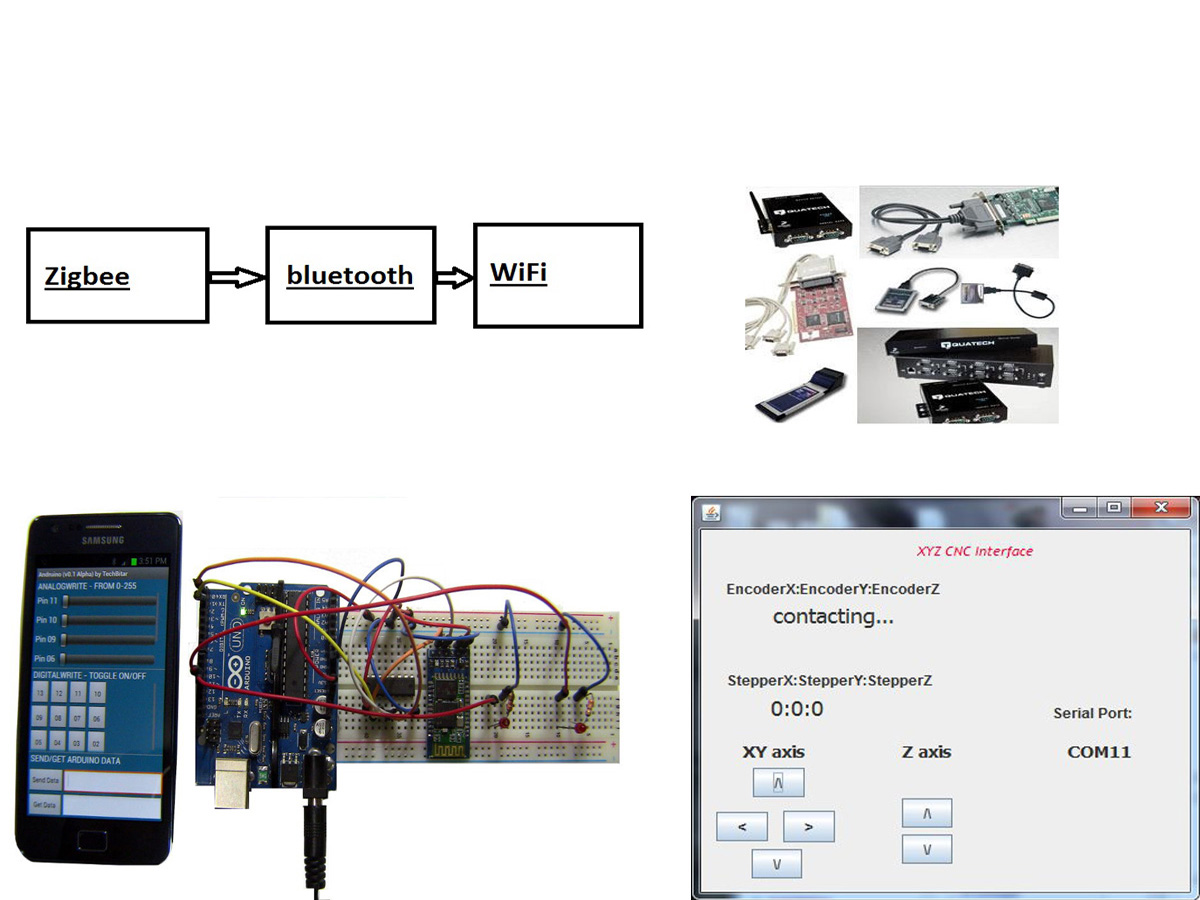 Zigbee
bluetooth
WiFi
QUATECH
QUATECH
QUATECH
SAMSUNG
3:51 PM
Andruino (v0.1 Alpha) by TechBitar
ANALOGWRITE - FROM 0-255
Pin 11
Pin 10
Pin 09
Pin 06
DIGITALWRITE - TOGGLE ON/OFF
13 12 11 10
09 08 07 06
05 04 03 02
SEND/GET ARDUINO DATA
Send Data
Get Data
UNO
ARDUINO
XYZ CNC Interface
EncoderX:EncoderY:EncoderZ
contacting...
StepperX:StepperY:StepperZ
0:0:0
Serial Port:
XY axis
Z axis
COM11
Λ
< >
V
Λ
V